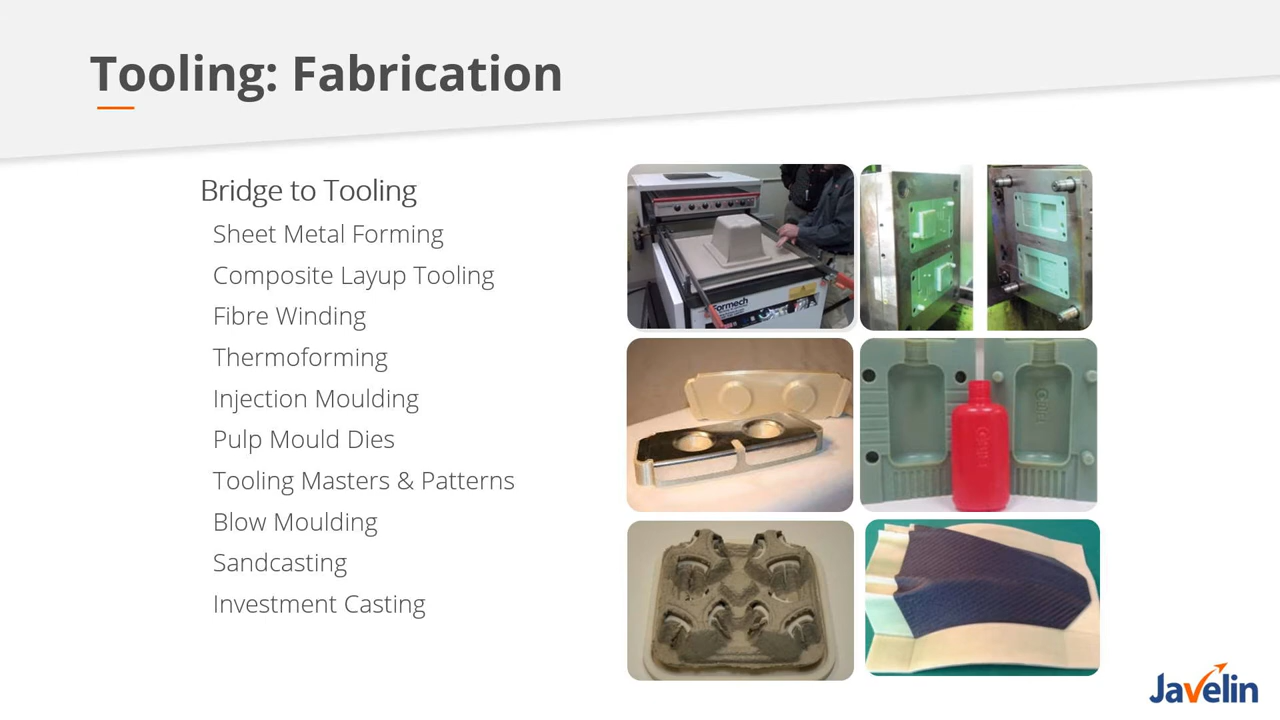 Tooling: Fabrication
Bridge to Tooling
Sheet Metal Forming
Composite Layup Tooling
Fibre Winding
Thermoforming
Injection Moulding
Pulp Mould Dies
Tooling Masters & Patterns
Blow Moulding
Sandcasting
Investment Casting
Formech
Javelin